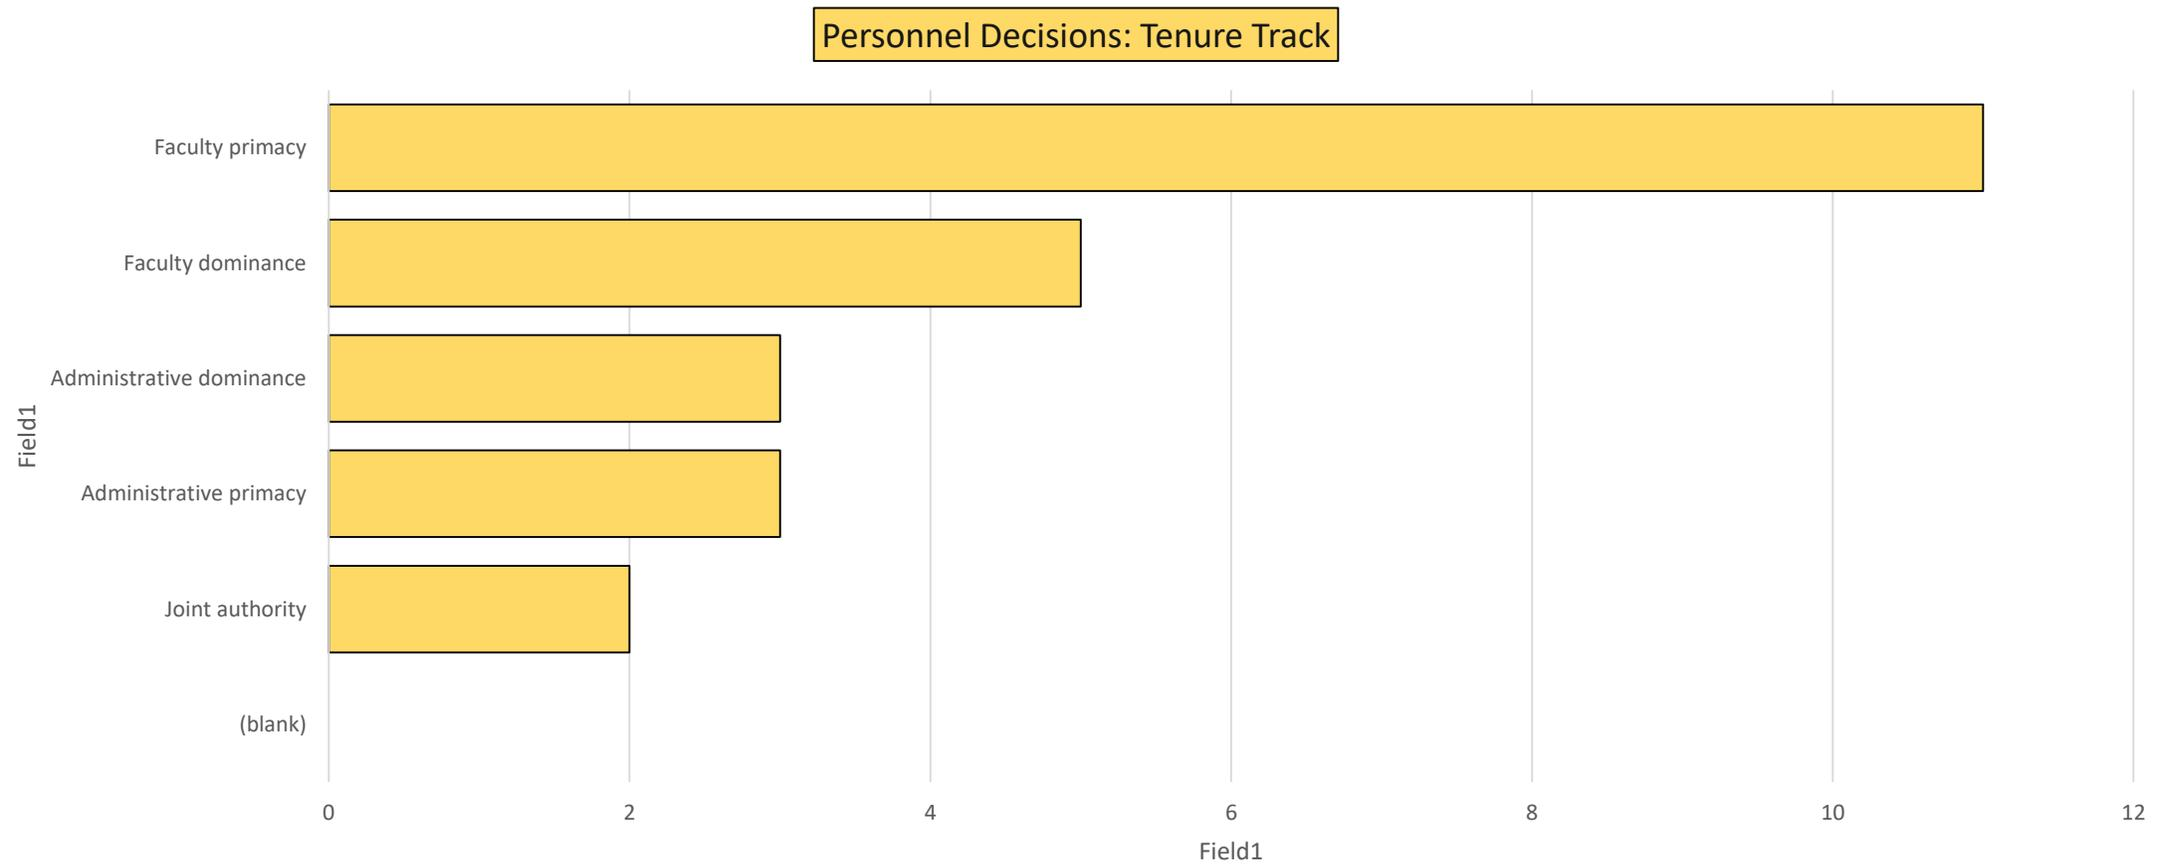 Personnel Decisions: Tenure Track
Faculty primacy
Faculty dominance
Administrative dominance
Administrative primacy
Joint authority
(blank)
Field1
0 2 4 6 8 10 12
Field1